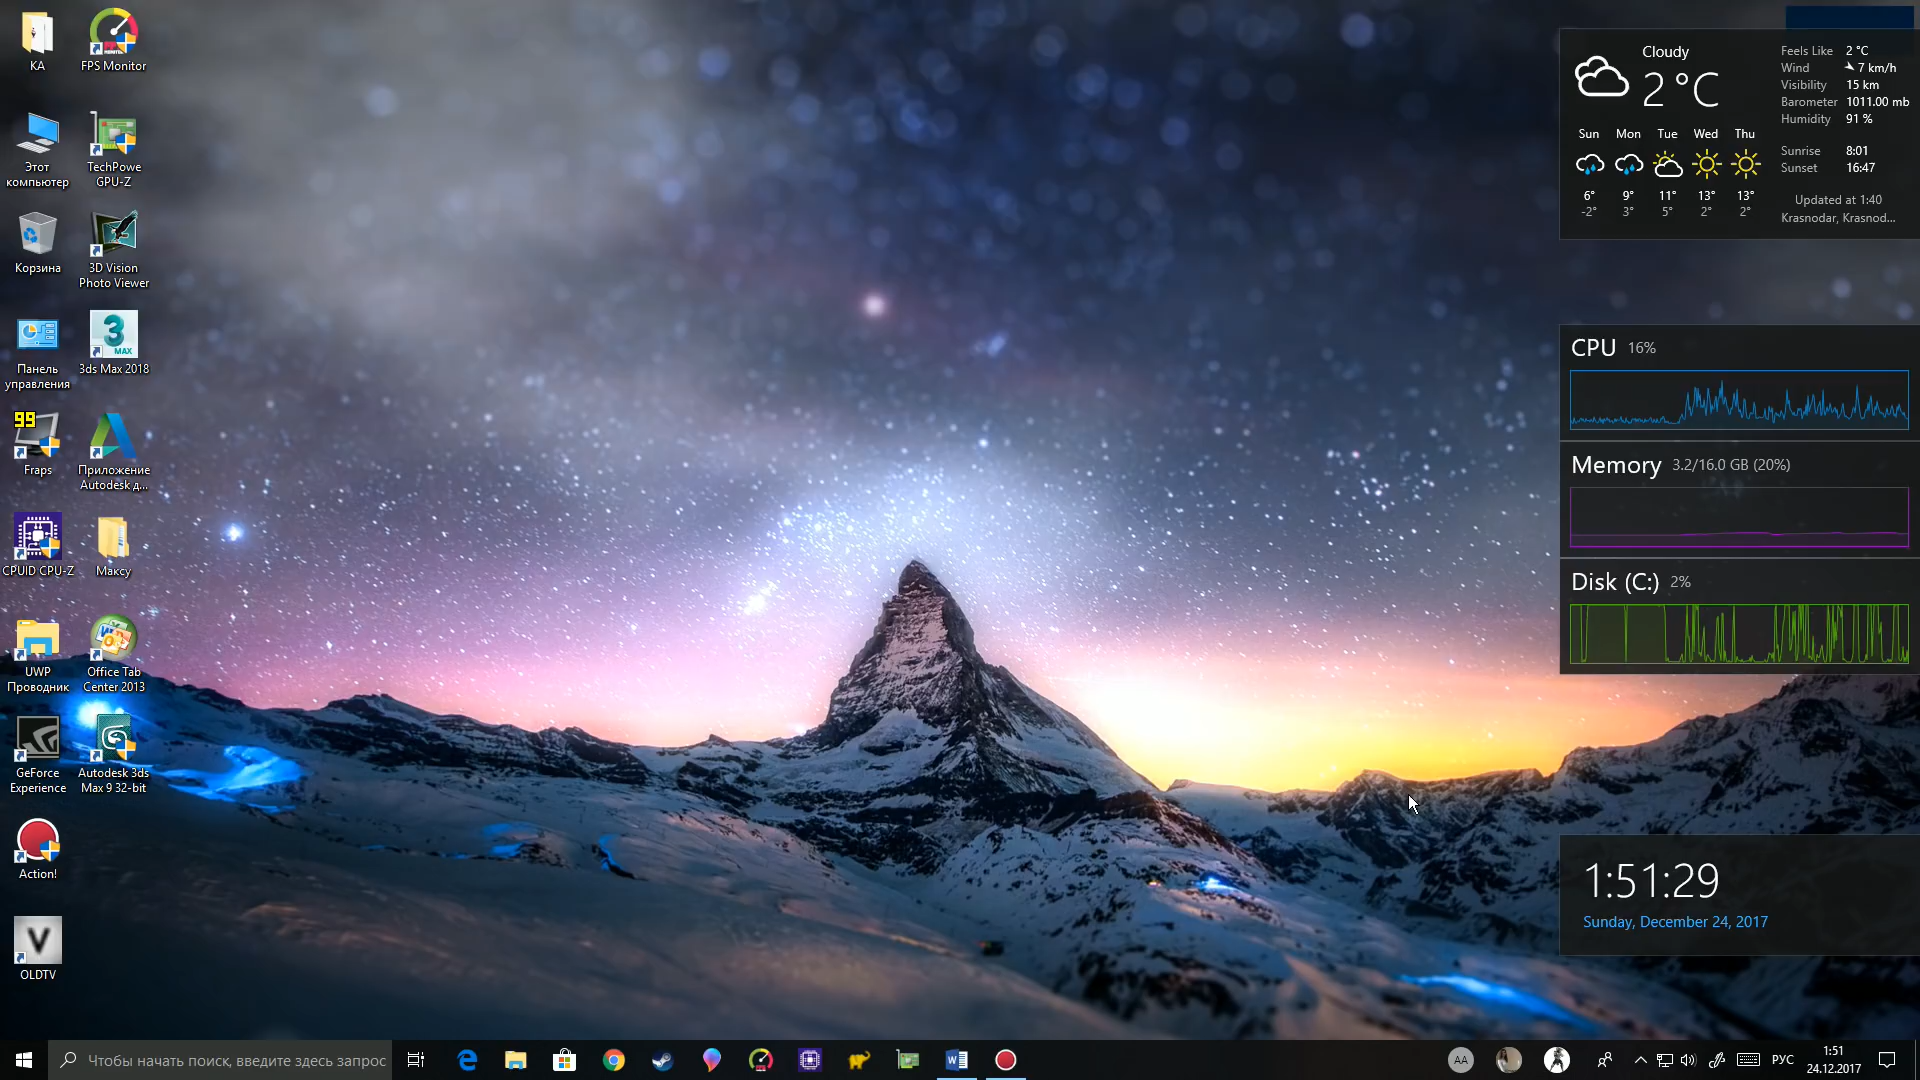 KA
FPS Monitor
Этот
компьютер
TechPowe
GPU-Z
Корзина
3D Vision
Photo Viewer
Панель
управления
3
MAX
3ds Max 2018
99
Fraps
Приложение
Autodesk д...
CPUID CPU-Z
Максу
UWP
Проводник
Office Tab
Center 2013
GeForce
Experience
Autodesk 3ds
Max 9 32-bit
Action!
V
OLDTV
Cloudy
2°C
Feels Like 2 °C
Wind 7 km/h
Visibility 15 km
Barometer 1011.00 mb
Humidity 91 %
Sunrise 8:01
Sunset 16:47
Updated at 1:40
Krasnodar, Krasnod...
Sun Mon Tue Wed Thu
6° 9° 11° 13° 13°
-2° 3° 5° 2° 2°
CPU 16%
Memory 3.2/16.0 GB (20%)
Disk (C:) 2%
1:51:29
Sunday, December 24, 2017
Чтобы начать поиск, введите здесь запрос
AA
РУС
1:51
24.12.2017